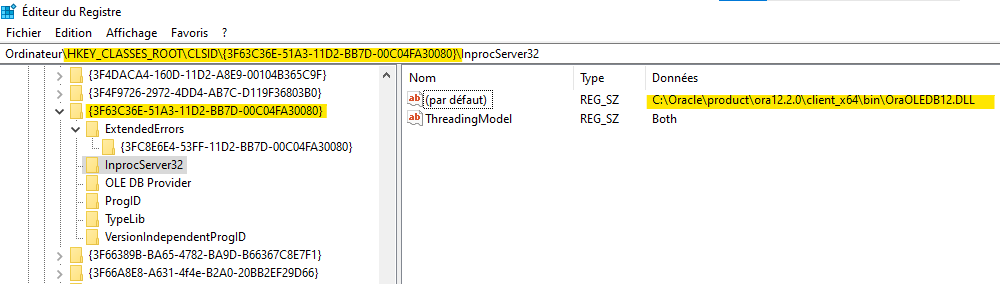 Éditeur du Registre
Fichier Edition Affichage Favoris ?
Ordinateur\HKEY_CLASSES_ROOT\CLSID\{3F63C36E-51A3-11D2-BB7D-00C04FA30080}\InprocServer32
{3F4DACA4-160D-11D2-A8E9-00104B365C9F}
{3F4F9726-2972-4DD4-AB7C-D119F36803B0}
{3F63C36E-51A3-11D2-BB7D-00C04FA30080}
ExtendedErrors
{3FC8E6E4-53FF-11D2-BB7D-00C04FA30080}
InprocServer32
OLE DB Provider
ProgID
TypeLib
VersionIndependentProgID
{3F66389B-BA65-4782-BA9D-B66367C8E7F1}
{3F66A8E8-A631-4f4e-B2A0-20BB2EF29D66}
Nom Type Données
ab (par défaut) REG_SZ C:\Oracle\product\ora12.2.0\client_x64\bin\OraOLEDB12.DLL
ab ThreadingModel REG_SZ Both